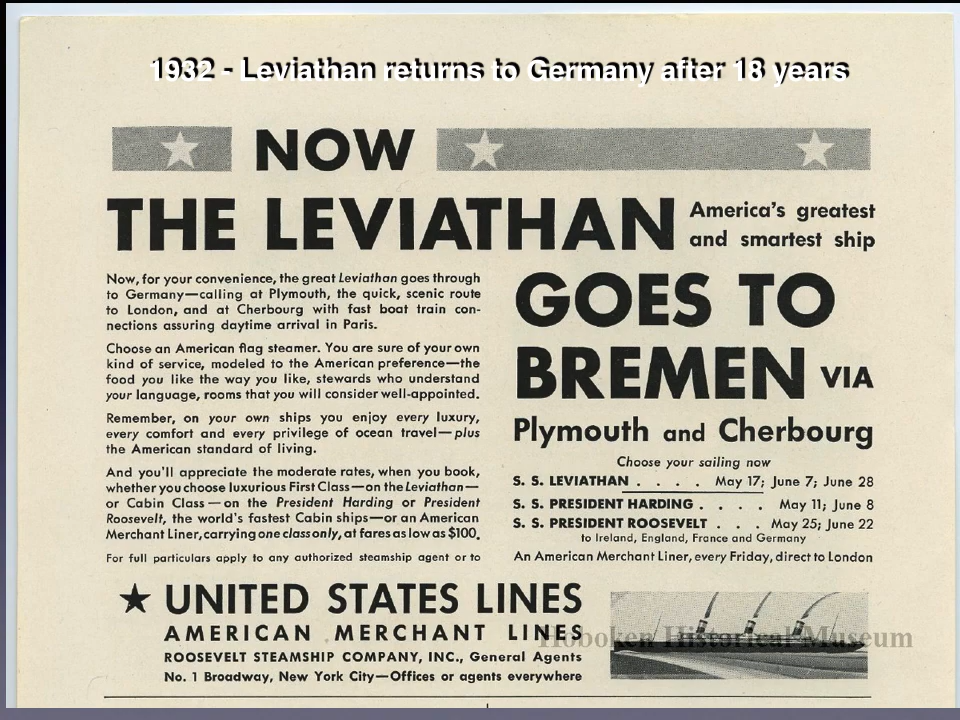 1932 - Leviathan returns to Germany after 18 years
NOW
THE LEVIATHAN
America's greatest
and smartest ship
Now, for your convenience, the great Leviathan goes through
to Germany—calling at Plymouth, the quick, scenic route
to London, and at Cherbourg with fast boat train con-
nections assuring daytime arrival in Paris.
Choose an American flag steamer. You are sure of your own
kind of service, modeled to the American preference—the
food you like the way you like, stewards who understand
your language, rooms that you will consider well-appointed.
Remember, on your own ships you enjoy every luxury,
every comfort and every privilege of ocean travel—plus
the American standard of living.
And you'll appreciate the moderate rates, when you book,
whether you choose luxurious First Class—on the Leviathan—
or Cabin Class—on the President Harding or President
Roosevelt, the world's fastest Cabin ships—or an American
Merchant Liner, carrying one class only, at fares as low as $100.
For full particulars apply to any authorized steamship agent or to
GOES TO
BREMEN VIA
Plymouth and Cherbourg
Choose your sailing now
S. S. LEVIATHAN . . . . May 17; June 7; June 28
S. S. PRESIDENT HARDING . . . . May 11; June 8
S. S. PRESIDENT ROOSEVELT . . . May 25; June 22
to Ireland, England, France and Germany
An American Merchant Liner, every Friday, direct to London
UNITED STATES LINES
AMERICAN MERCHANT LINES
ROOSEVELT STEAMSHIP COMPANY, INC., General Agents
No. 1 Broadway, New York City—Offices or agents everywhere
Hoboken Historical Museum